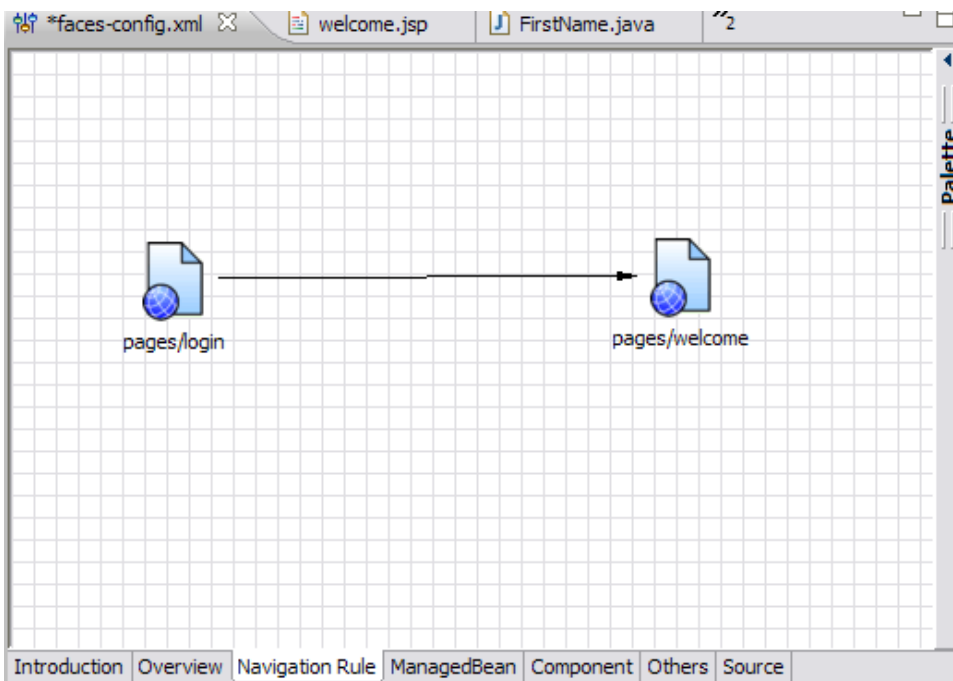 *faces-config.xml welcome.jsp FirstName.java »2
Palette
pages/login pages/welcome
Introduction Overview Navigation Rule ManagedBean Component Others Source